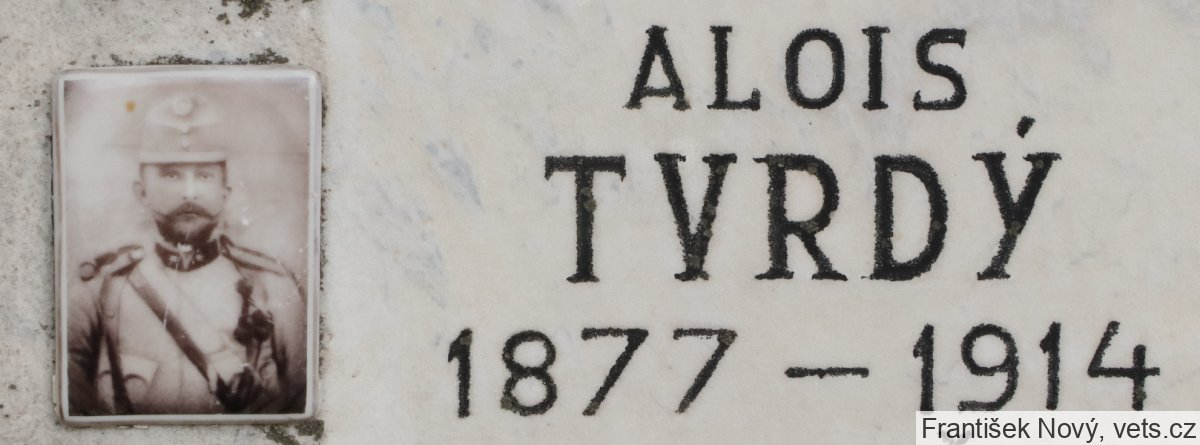 ALOIS
TVRDÝ
1877 – 1914
František Nový, vets.cz